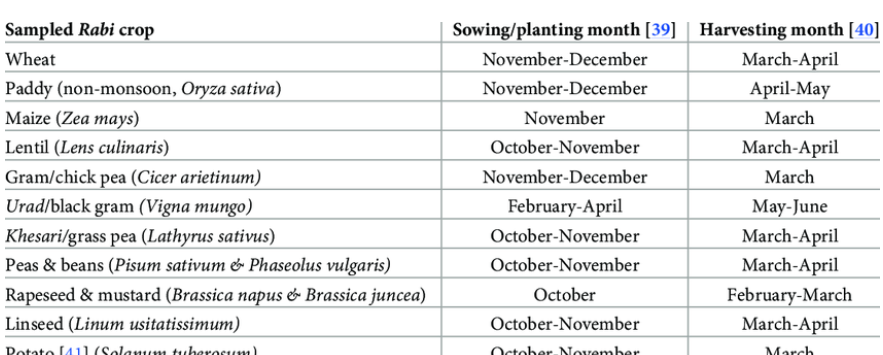 Sampled Rabi crop Sowing/planting month [39] Harvesting month [40]
Wheat November-December March-April
Paddy (non-monsoon, Oryza sativa) November-December April-May
Maize (Zea mays) November March
Lentil (Lens culinaris) October-November March-April
Gram/chick pea (Cicer arietinum) November-December March
Urad/black gram (Vigna mungo) February-April May-June
Khesari/grass pea (Lathyrus sativus) October-November March-April
Peas & beans (Pisum sativum & Phaseolus vulgaris) October-November March-April
Rapeseed & mustard (Brassica napus & Brassica juncea) October February-March
Linseed (Linum usitatissimum) October-November March-April
Potato [41] (Solanum tuberosum) October-November March